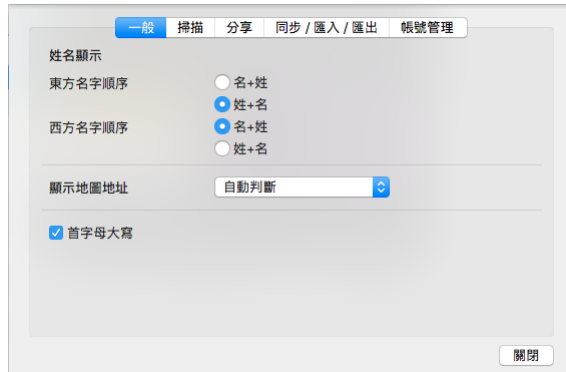 一般 掃描 分享 同步 / 匯入 / 匯出 帳號管理
姓名顯示
東方名字順序 名+姓
姓+名
西方名字順序 名+姓
姓+名
顯示地圖地址 自動判斷
首字母大寫
關閉